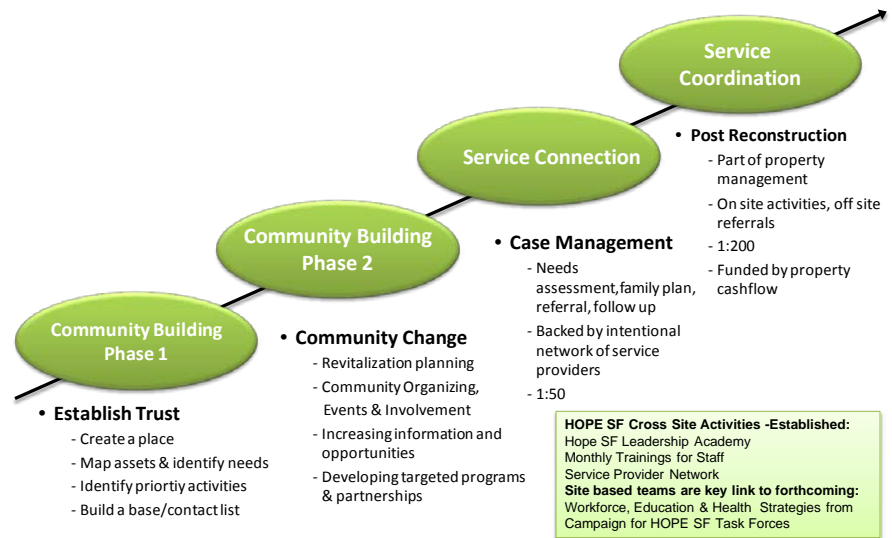 Community Building
Phase 1
• Establish Trust
- Create a place
- Map assets & identify needs
- Identify priortiy activities
- Build a base/contact list
Community Building
Phase 2
• Community Change
- Revitalization planning
- Community Organizing,
Events & Involvement
- Increasing information and
opportunities
- Developing targeted programs
& partnerships
Service Connection
• Case Management
- Needs
assessment, family plan,
referral, follow up
- Backed by intentional
network of service
providers
- 1:50
Service
Coordination
• Post Reconstruction
- Part of property
management
- On site activities, off site
referrals
- 1:200
- Funded by property
cashflow
HOPE SF Cross Site Activities -Established:
Hope SF Leadership Academy
Monthly Trainings for Staff
Service Provider Network
Site based teams are key link to forthcoming:
Workforce, Education & Health Strategies from
Campaign for HOPE SF Task Forces